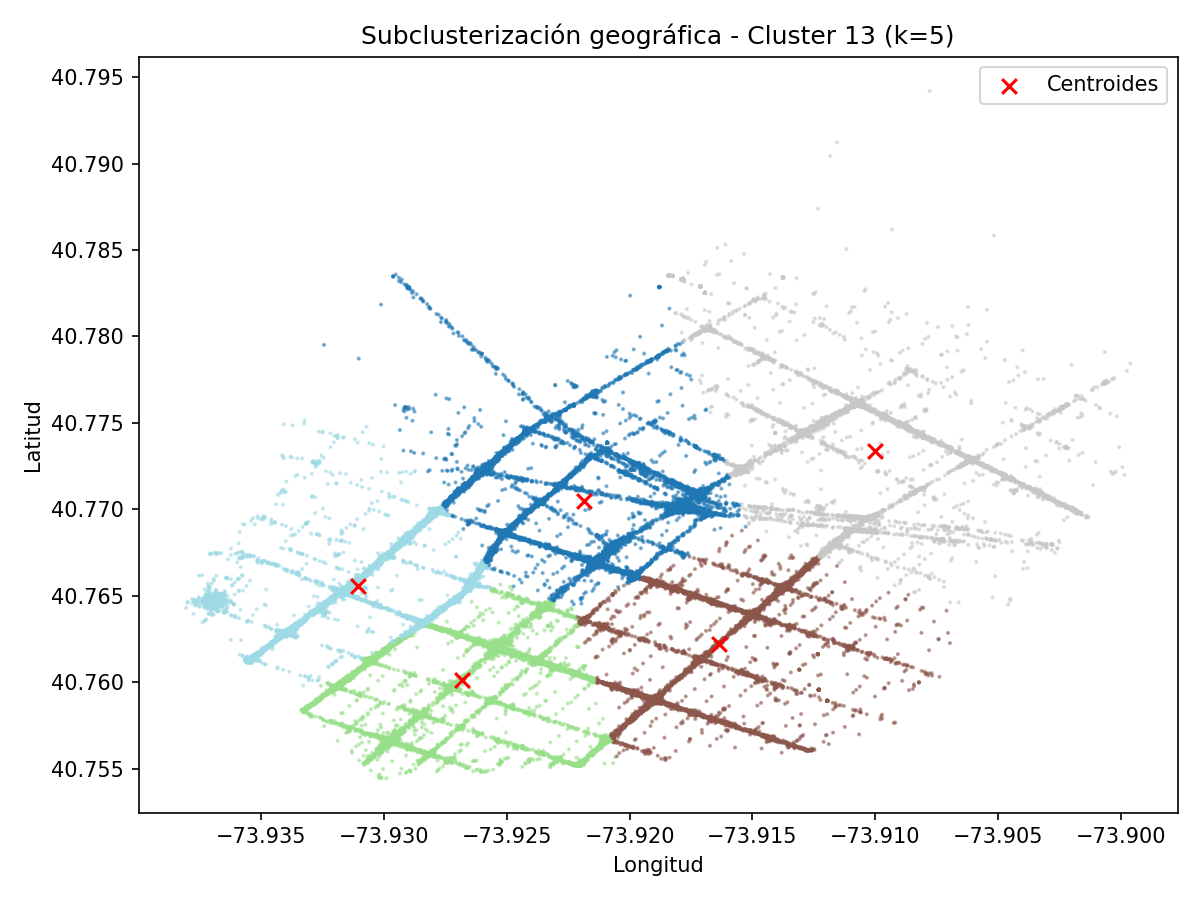 Subclusterización geográfica - Cluster 13 (k=5)
Centroides
40.795
40.790
40.785
40.780
40.775
40.770
40.765
40.760
40.755
Latitud
−73.935 −73.930 −73.925 −73.920 −73.915 −73.910 −73.905 −73.900
Longitud